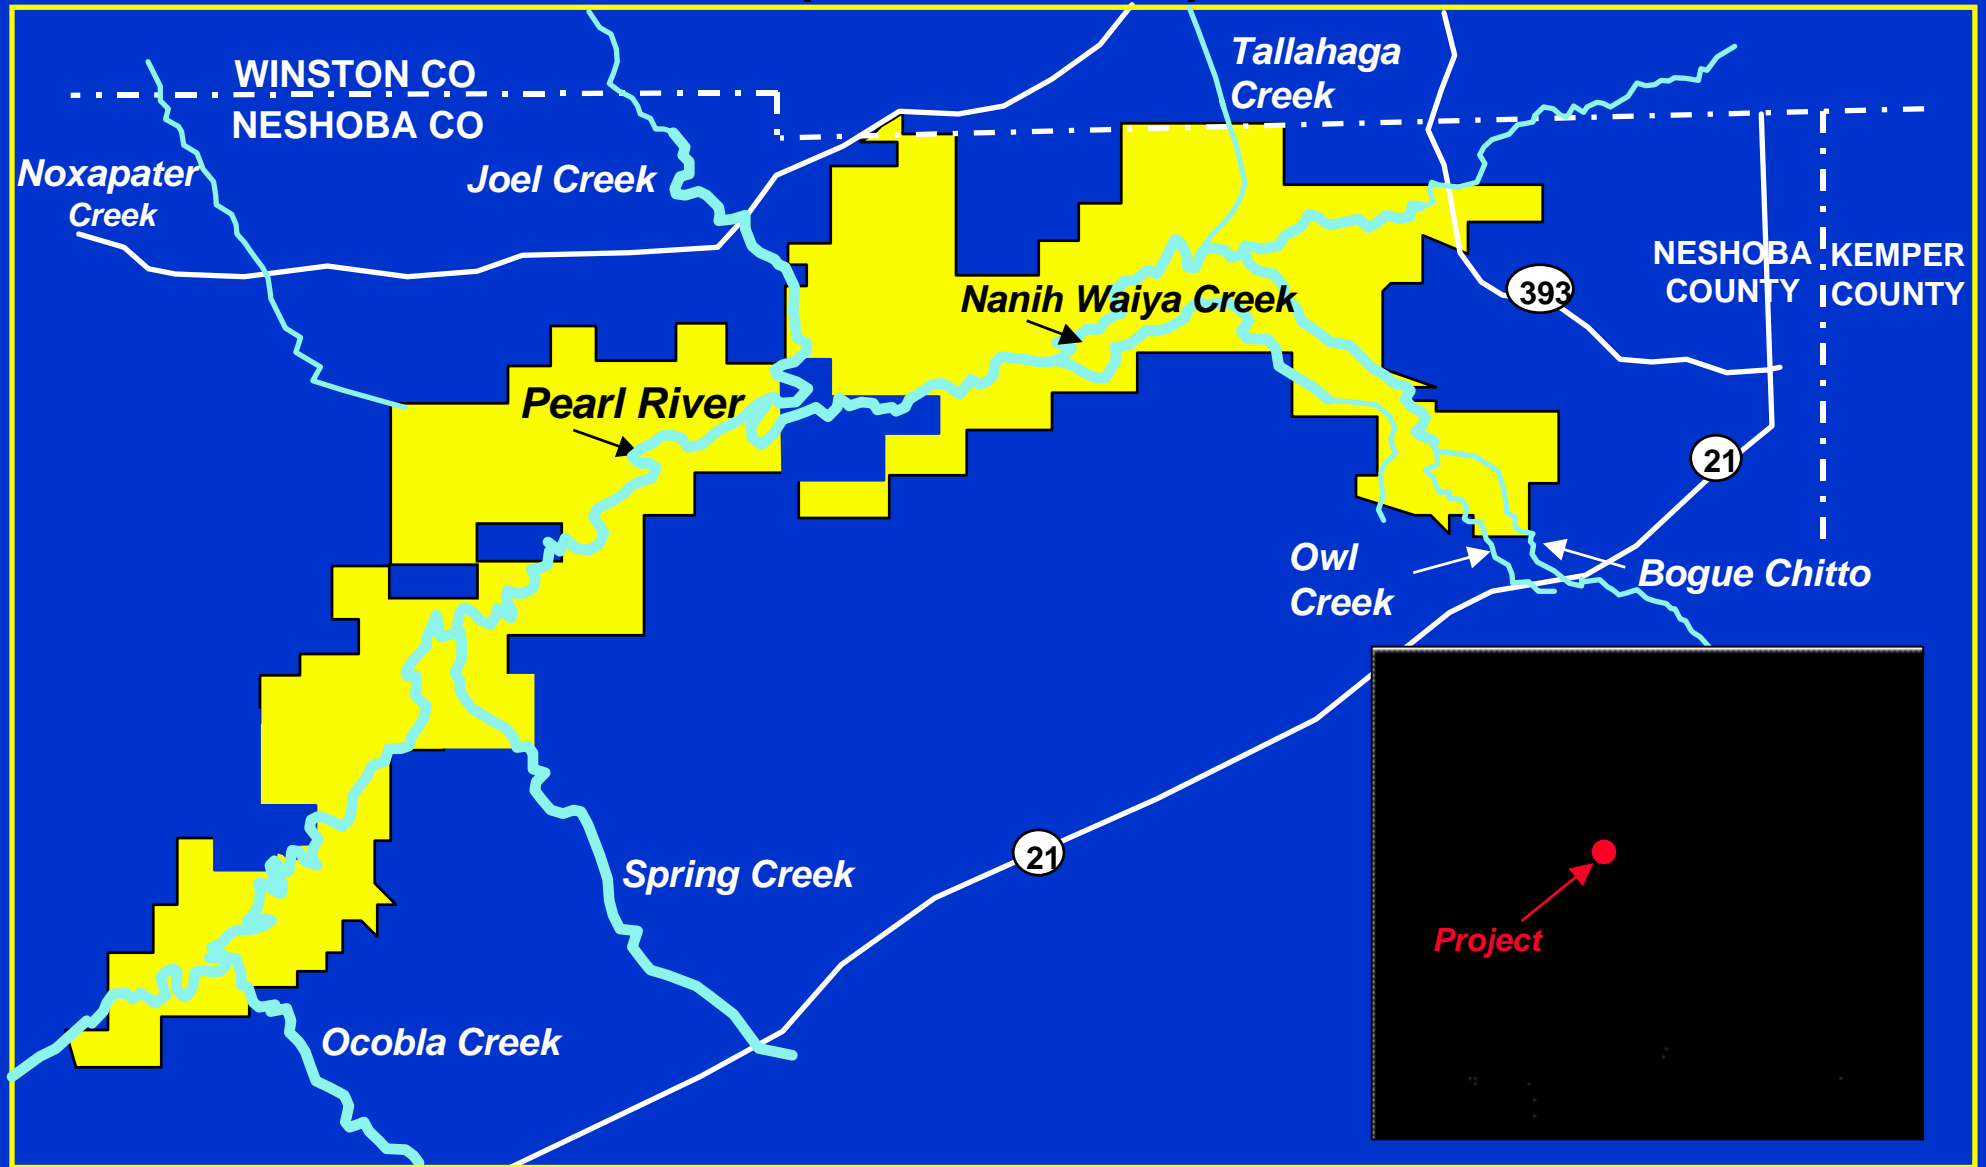 Tallahaga
Creek
WINSTON CO
NESHOBA CO
Noxapater
Creek
Joel Creek
NESHOBA
COUNTY
KEMPER
COUNTY
393
Nanih Waiya Creek
Pearl River
21
Owl
Creek
Bogue Chitto
21
Spring Creek
Project
Ocobla Creek